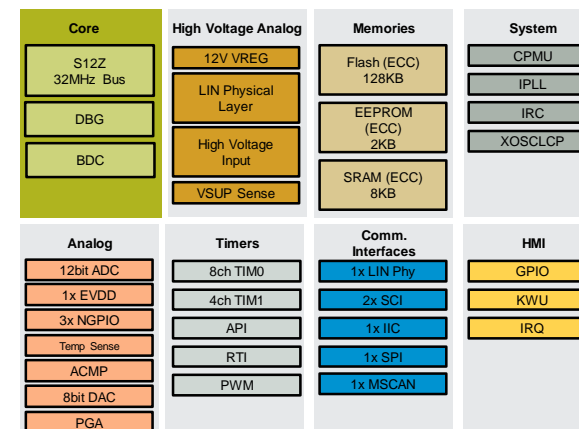 Core
S12Z
32MHz Bus
DBG
BDC
High Voltage Analog
12V VREG
LIN Physical
Layer
High Voltage
Input
VSUP Sense
Memories
Flash (ECC)
128KB
EEPROM
(ECC)
2KB
SRAM (ECC)
8KB
System
CPMU
IPLL
IRC
XOSCLCP
Analog
12bit ADC
1x EVDD
3x NGPIO
Temp Sense
ACMP
8bit DAC
PGA
Timers
8ch TIM0
4ch TIM1
API
RTI
PWM
Comm.
Interfaces
1x LIN Phy
2x SCI
1x IIC
1x SPI
1x MSCAN
HMI
GPIO
KWU
IRQ